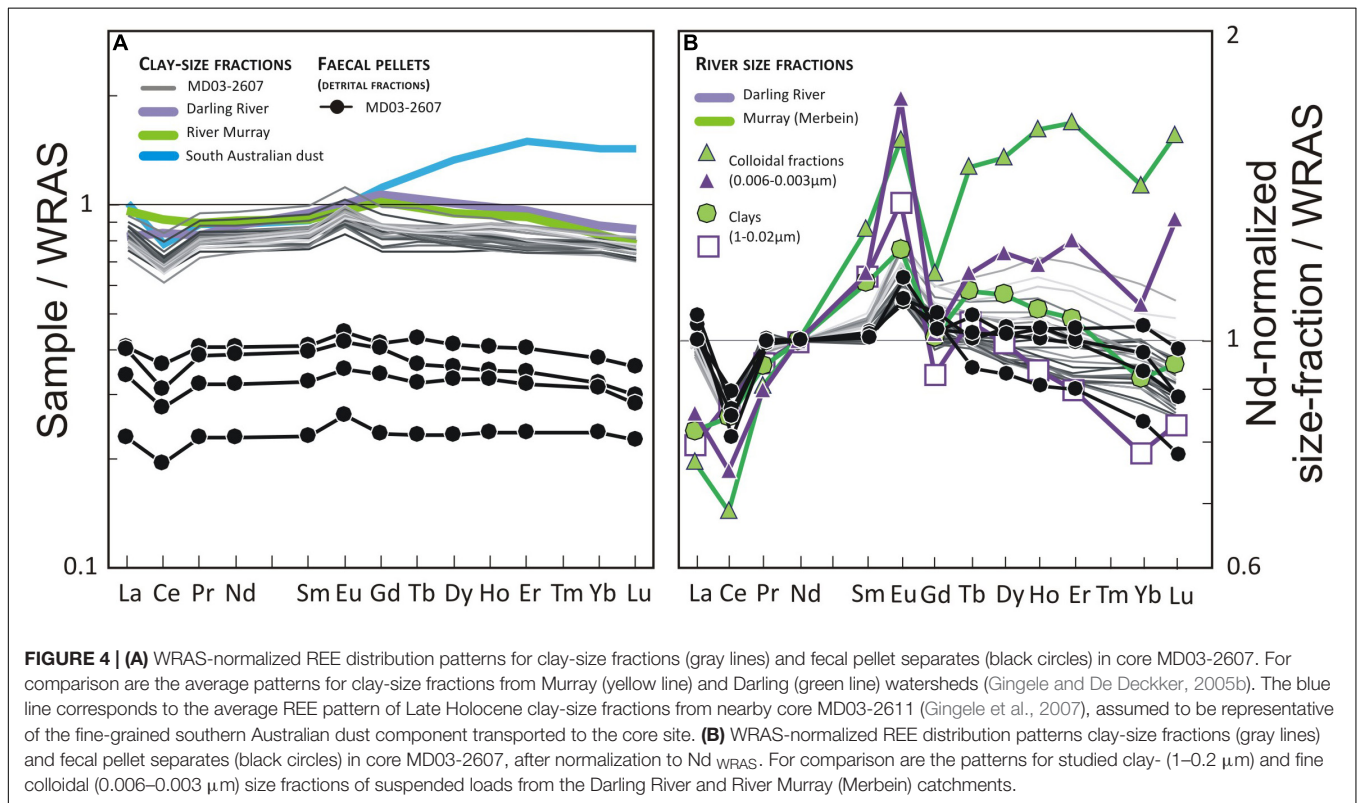 A
CLAY-SIZE FRACTIONS
MD03-2607
Darling River
River Murray
South Australian dust
FAECAL PELLETS
(DETRITAL FRACTIONS)
MD03-2607
Sample / WRAS
1
0.1
La Ce Pr Nd Sm Eu Gd Tb Dy Ho Er Tm Yb Lu
B
RIVER SIZE FRACTIONS
Darling River
Murray (Merbein)
Colloidal fractions
(0.006-0.003µm)
Clays
(1-0.02µm)
2
1
0.6
Nd-normalized
size-fraction / WRAS
La Ce Pr Nd Sm Eu Gd Tb Dy Ho Er Tm Yb Lu
FIGURE 4 | (A) WRAS-normalized REE distribution patterns for clay-size fractions (gray lines) and fecal pellet separates (black circles) in core MD03-2607. For
comparison are the average patterns for clay-size fractions from Murray (yellow line) and Darling (green line) watersheds (Gingele and De Deckker, 2005b). The blue
line corresponds to the average REE pattern of Late Holocene clay-size fractions from nearby core MD03-2611 (Gingele et al., 2007), assumed to be representative
of the fine-grained southern Australian dust component transported to the core site. (B) WRAS-normalized REE distribution patterns clay-size fractions (gray lines)
and fecal pellet separates (black circles) in core MD03-2607, after normalization to Nd WRAS. For comparison are the patterns for studied clay- (1–0.2 µm) and fine
colloidal (0.006–0.003 µm) size fractions of suspended loads from the Darling River and River Murray (Merbein) catchments.